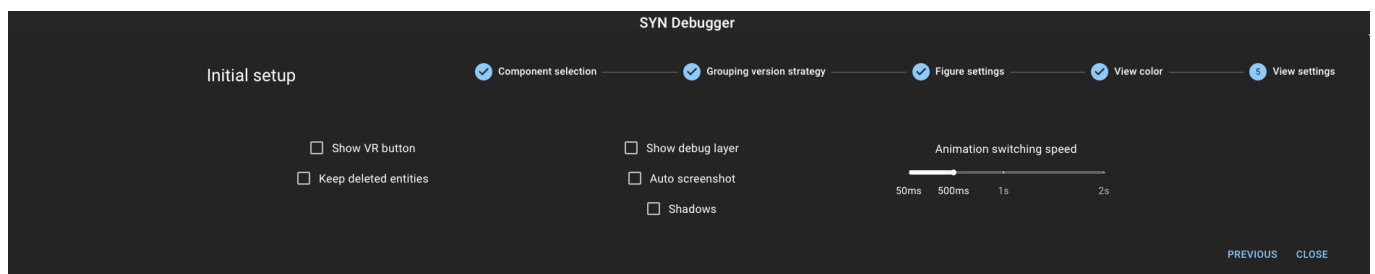 SYN Debugger
Initial setup
Component selection
Grouping version strategy
Figure settings
View color
5 View settings
Show VR button
Keep deleted entities
Show debug layer
Auto screenshot
Shadows
Animation switching speed
50ms 500ms 1s 2s
PREVIOUS CLOSE